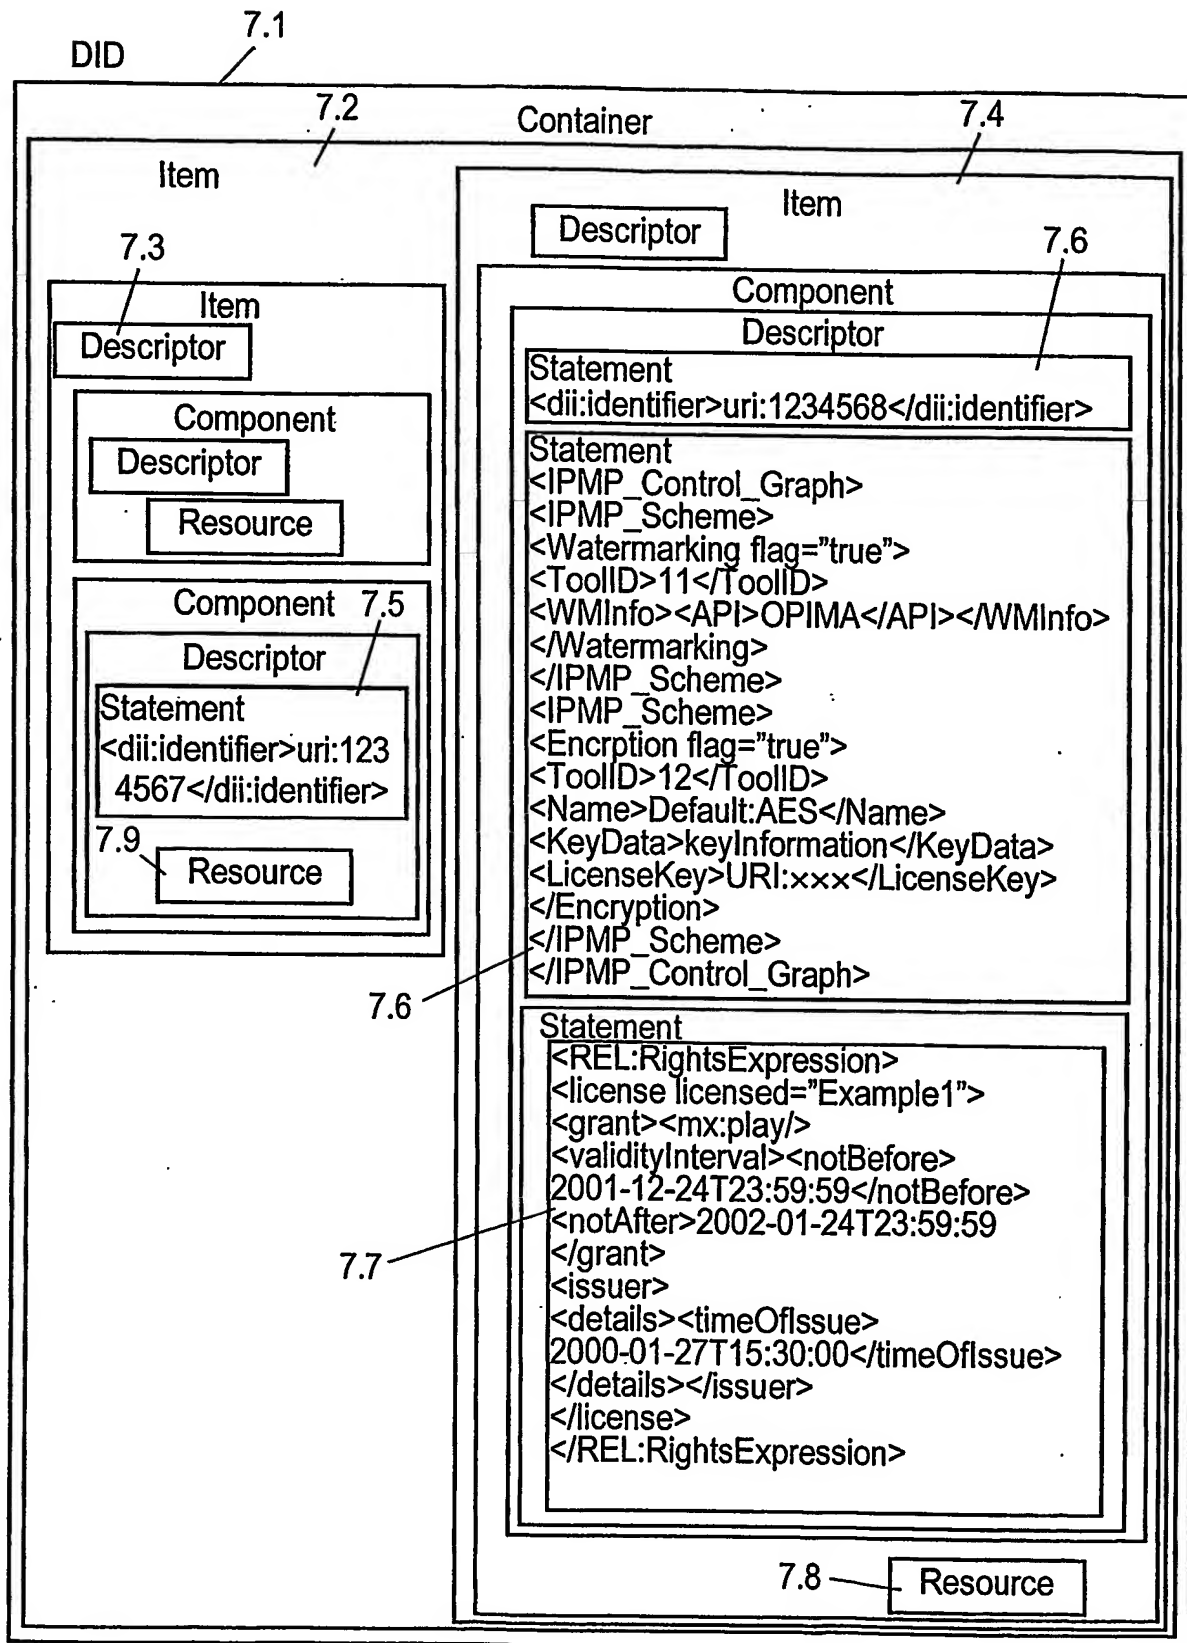 7.1
DID
7.2
Container
7.4
Item
Item
Descriptor
7.3
7.6
Item
Descriptor
Component
Descriptor
Resource
Component
7.5
Descriptor
Statement
<dii:identifier>uri:123
4567</dii:identifier>
7.9
Resource
Component
Descriptor
Statement
<dii:identifier>uri:1234568</dii:identifier>
Statement
<IPMP_Control_Graph>
<IPMP_Scheme>
<Watermarking flag="true">
<ToolID>11</ToolID>
<WMInfo><API>OPIMA</API></WMInfo>
</Watermarking>
</IPMP_Scheme>
<IPMP_Scheme>
<Encrption flag="true">
<ToolID>12</ToolID>
<Name>Default:AES</Name>
<KeyData>keyInformation</KeyData>
<LicenseKey>URI:xxx</LicenseKey>
</Encryption>
</IPMP_Scheme>
</IPMP_Control_Graph>
7.6
Statement
<REL:RightsExpression>
<license licensed="Example1">
<grant><mx:play/>
<validityInterval><notBefore>
2001-12-24T23:59:59</notBefore>
<notAfter>2002-01-24T23:59:59
</grant>
<issuer>
<details><timeOfIssue>
2000-01-27T15:30:00</timeOfIssue>
</details></issuer>
</license>
</REL:RightsExpression>
7.7
7.8
Resource